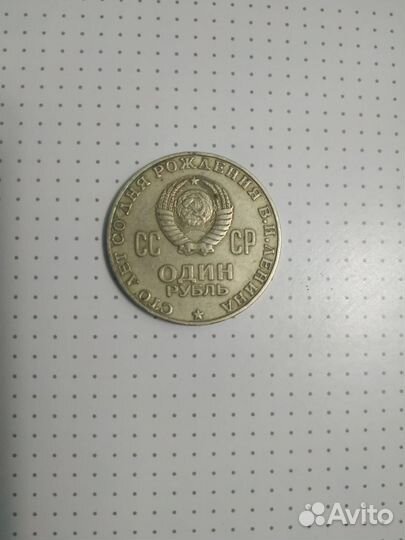 СТО ЛЕТ СО ДНЯ РОЖДЕНИЯ В.И.ЛЕНИНА
СС СР
ОДИН
РУБЛЬ
Avito